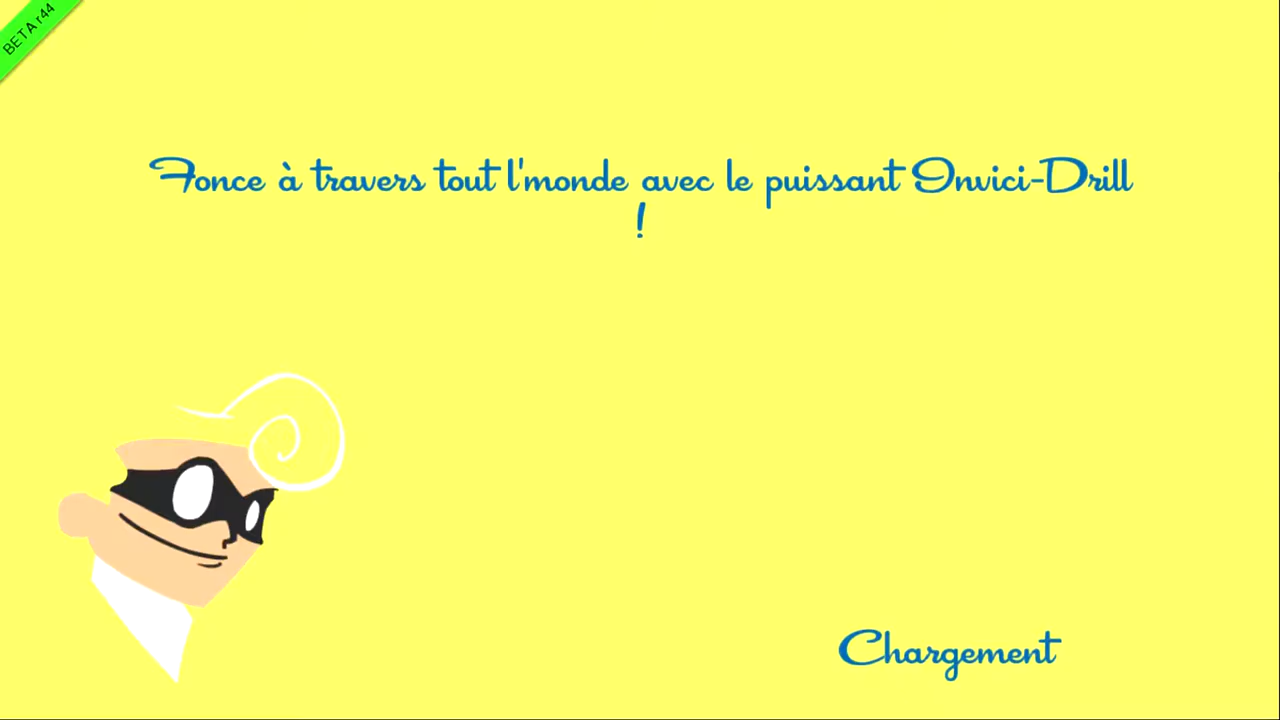 BETA r44
Fonce à travers tout l'monde avec le puissant Invici-Drill
!
Chargement